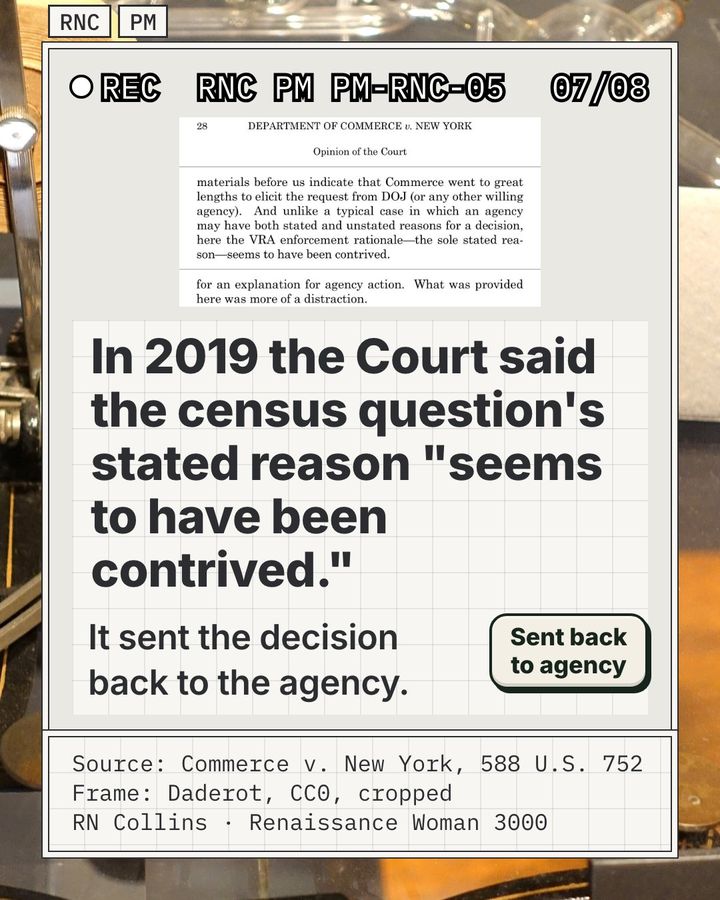 RNC PM
REC RNC PM PM-RNC-05 07/08
28 DEPARTMENT OF COMMERCE v. NEW YORK
Opinion of the Court
materials before us indicate that Commerce went to great
lengths to elicit the request from DOJ (or any other willing
agency). And unlike a typical case in which an agency
may have both stated and unstated reasons for a decision,
here the VRA enforcement rationale—the sole stated rea-
son—seems to have been contrived.
for an explanation for agency action. What was provided
here was more of a distraction.
In 2019 the Court said
the census question's
stated reason "seems
to have been
contrived."
It sent the decision
back to the agency.
Sent back
to agency
Source: Commerce v. New York, 588 U.S. 752
Frame: Daderot, CC0, cropped
RN Collins · Renaissance Woman 3000